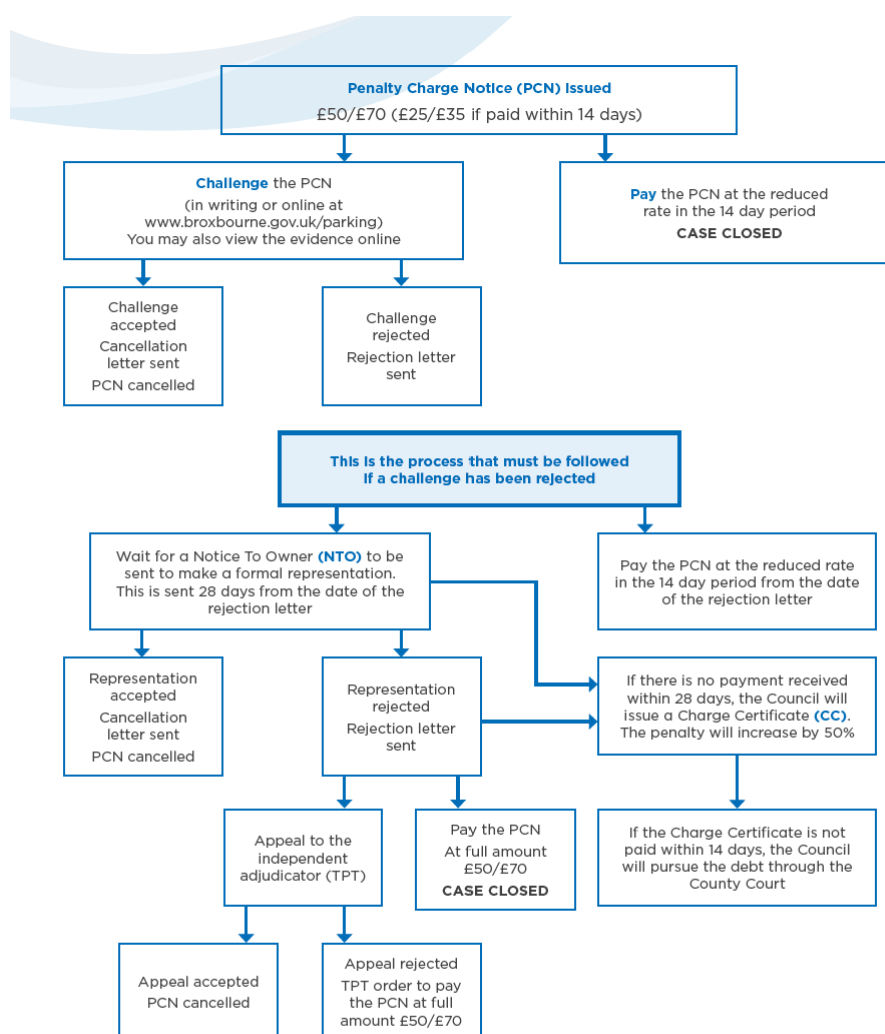 Penalty Charge Notice (PCN) Issued
£50/£70 (£25/£35 if paid within 14 days)
Challenge the PCN
(in writing or online at
www.broxbourne.gov.uk/parking)
You may also view the evidence online
Pay the PCN at the reduced
rate in the 14 day period
CASE CLOSED
Challenge
accepted
Cancellation
letter sent
PCN cancelled
Challenge
rejected
Rejection letter
sent
This is the process that must be followed
if a challenge has been rejected
Wait for a Notice To Owner (NTO) to be
sent to make a formal representation.
This is sent 28 days from the date of the
rejection letter
Pay the PCN at the reduced rate
in the 14 day period from the date
of the rejection letter
Representation
accepted
Cancellation
letter sent
PCN cancelled
Representation
rejected
Rejection letter
sent
If there is no payment received
within 28 days, the Council will
issue a Charge Certificate (CC).
The penalty will increase by 50%
Appeal to the
independent
adjudicator (TPT)
Pay the PCN
At full amount
£50/£70
CASE CLOSED
If the Charge Certificate is not
paid within 14 days, the Council
will pursue the debt through the
County Court
Appeal accepted
PCN cancelled
Appeal rejected
TPT order to pay
the PCN at full
amount £50/£70